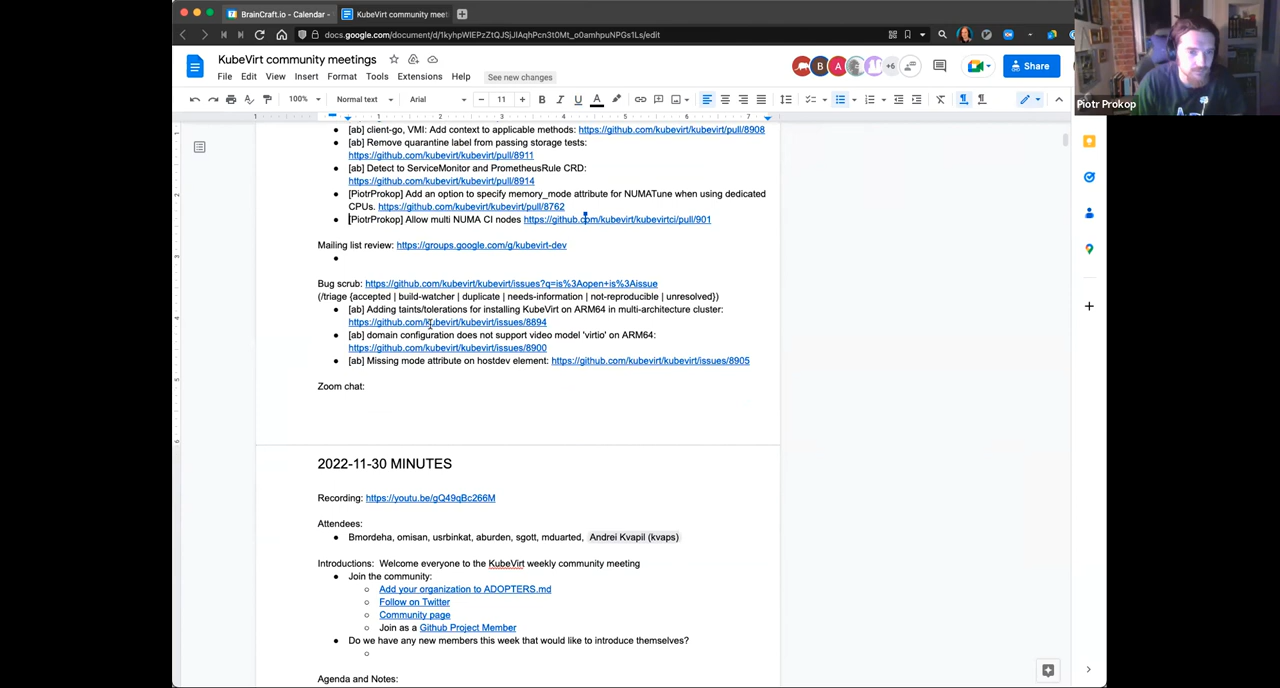 BrainCraft.io - Calendar -
KubeVirt community meet
docs.google.com/document/d/1kyhpWlEPzZtQJSjJlAqhPcn3t0Mt_o0amhpuNPGs1Ls/edit
KubeVirt community meetings
File Edit View Insert Format Tools Extensions Help See new changes
+6
Share
Piotr Prokop
100% Normal text Arial 11
[ab] client-go, VMI: Add context to applicable methods: https://github.com/kubevirt/kubevirt/pull/8908
[ab] Remove quarantine label from passing storage tests:
https://github.com/kubevirt/kubevirt/pull/8911
[ab] Detect to ServiceMonitor and PrometheusRule CRD:
https://github.com/kubevirt/kubevirt/pull/8914
[PiotrProkop] Add an option to specify memory_mode attribute for NUMATune when using dedicated
CPUs. https://github.com/kubevirt/kubevirt/pull/8762
[PiotrProkop] Allow multi NUMA CI nodes https://github.com/kubevirt/kubevirtci/pull/901
Mailing list review: https://groups.google.com/g/kubevirt-dev
Bug scrub: https://github.com/kubevirt/kubevirt/issues?q=is%3Aopen+is%3Aissue
(/triage {accepted | build-watcher | duplicate | needs-information | not-reproducible | unresolved})
[ab] Adding taints/tolerations for installing KubeVirt on ARM64 in multi-architecture cluster:
https://github.com/kubevirt/kubevirt/issues/8894
[ab] domain configuration does not support video model 'virtio' on ARM64:
https://github.com/kubevirt/kubevirt/issues/8900
[ab] Missing mode attribute on hostdev element: https://github.com/kubevirt/kubevirt/issues/8905
Zoom chat:
2022-11-30 MINUTES
Recording: https://youtu.be/gQ49qBc266M
Attendees:
Bmordeha, omisan, usrbinkat, aburden, sgott, mduarted, Andrei Kvapil (kvaps)
Introductions: Welcome everyone to the KubeVirt weekly community meeting
Join the community:
Add your organization to ADOPTERS.md
Follow on Twitter
Community page
Join as a Github Project Member
Do we have any new members this week that would like to introduce themselves?
Agenda and Notes: